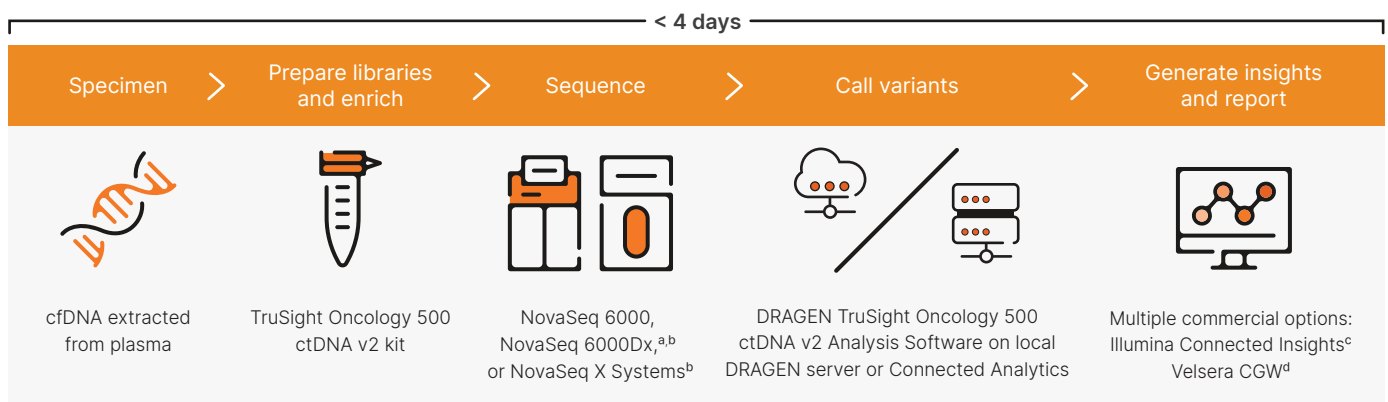 < 4 days
Specimen
Prepare libraries
and enrich
Sequence
Call variants
Generate insights
and report
cfDNA extracted
from plasma
TruSight Oncology 500
ctDNA v2 kit
NovaSeq 6000,
NovaSeq 6000Dx,ᵃ,ᵇ
or NovaSeq X Systemsᵇ
DRAGEN TruSight Oncology 500
ctDNA v2 Analysis Software on local
DRAGEN server or Connected Analytics
Multiple commercial options:
Illumina Connected Insightsᶜ
Velsera CGWᵈ